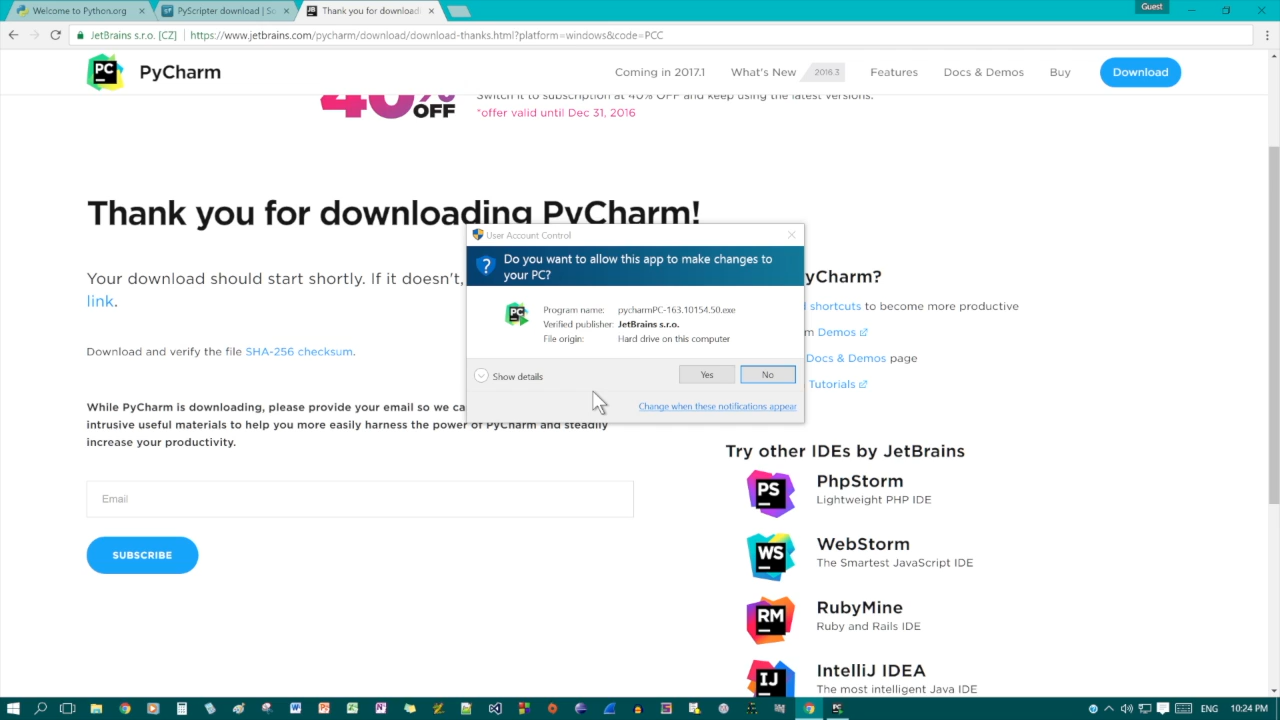 Welcome to Python.org
PyScripter download | So
Thank you for download
Guest
JetBrains s.r.o. [CZ]
https://www.jetbrains.com/pycharm/download/download-thanks.html?platform=windows&code=PCC
PC
PyCharm
Coming in 2017.1
What's New
2016.3
Features
Docs & Demos
Buy
Download
40%
OFF
Switch it to subscription at 40% OFF and keep using the latest versions.
*offer valid until Dec 31, 2016
Thank you for downloading PyCharm!
Your download should start shortly. If it doesn't,
link.
Download and verify the file SHA-256 checksum.
While PyCharm is downloading, please provide your email so we ca
intrusive useful materials to help you more easily harness the power of PyCharm and steadily
increase your productivity.
Email
SUBSCRIBE
User Account Control
Do you want to allow this app to make changes to
your PC?
PC
Program name: pycharmPC-163.10154.50.exe
Verified publisher: JetBrains s.r.o.
File origin: Hard drive on this computer
Show details
Yes
No
Change when these notifications appear
yCharm?
shortcuts to become more productive
m Demos
Docs & Demos page
Tutorials
Try other IDEs by JetBrains
PS
PhpStorm
Lightweight PHP IDE
WS
WebStorm
The Smartest JavaScript IDE
RM
RubyMine
Ruby and Rails IDE
IJ
IntelliJ IDEA
The most intelligent Java IDE
ENG
10:24 PM